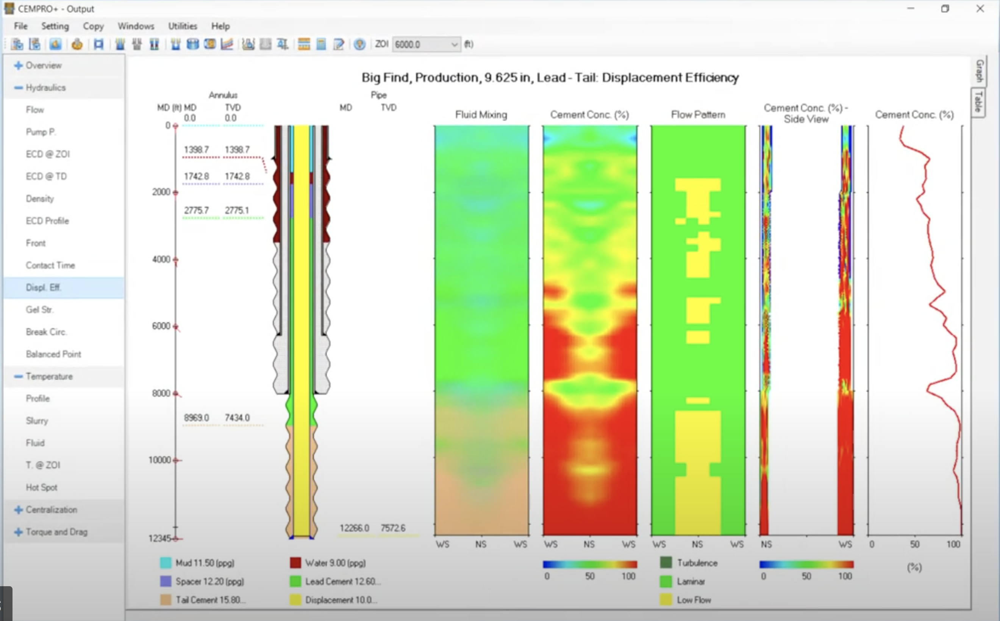 CEMPRO+ - Output
File Setting Copy Windows Utilities Help
ZOI 6000.0 (ft)
Overview
Hydraulics
Flow
Pump P.
ECD @ ZOI
ECD @ TD
Density
ECD Profile
Front
Contact Time
Displ. Eff.
Gel Str.
Break Circ.
Balanced Point
Temperature
Profile
Slurry
Fluid
T. @ ZOI
Hot Spot
Centralization
Torque and Drag
Graph
Table
Big Find, Production, 9.625 in, Lead - Tail: Displacement Efficiency
Annulus
Pipe
MD (ft) MD TVD
MD TVD
0.0 0.0
0
1398.7 1398.7
1742.8 1742.8
2000
2775.7 2775.1
4000
6000
8000
8969.0 7434.0
10000
12266.0 7572.6
12345
Fluid Mixing
WS NS WS
Cement Conc. (%)
WS NS WS
0 50 100
Flow Pattern
WS NS WS
Turbulence
Laminar
Low Flow
Cement Conc. (%) -
Side View
NS WS
0 50 100
Cement Conc. (%)
0 50 100
(%)
Mud 11.50 (ppg)
Water 9.00 (ppg)
Spacer 12.20 (ppg)
Lead Cement 12.60...
Tail Cement 15.80...
Displacement 10.0...